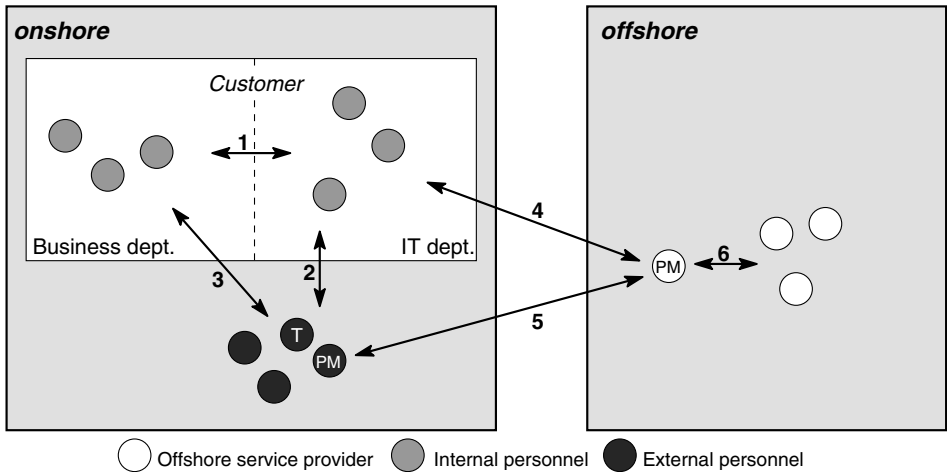 onshore
offshore
Customer
1
4
Business dept.
IT dept.
3
2
PM
6
5
T
PM
Offshore service provider
Internal personnel
External personnel